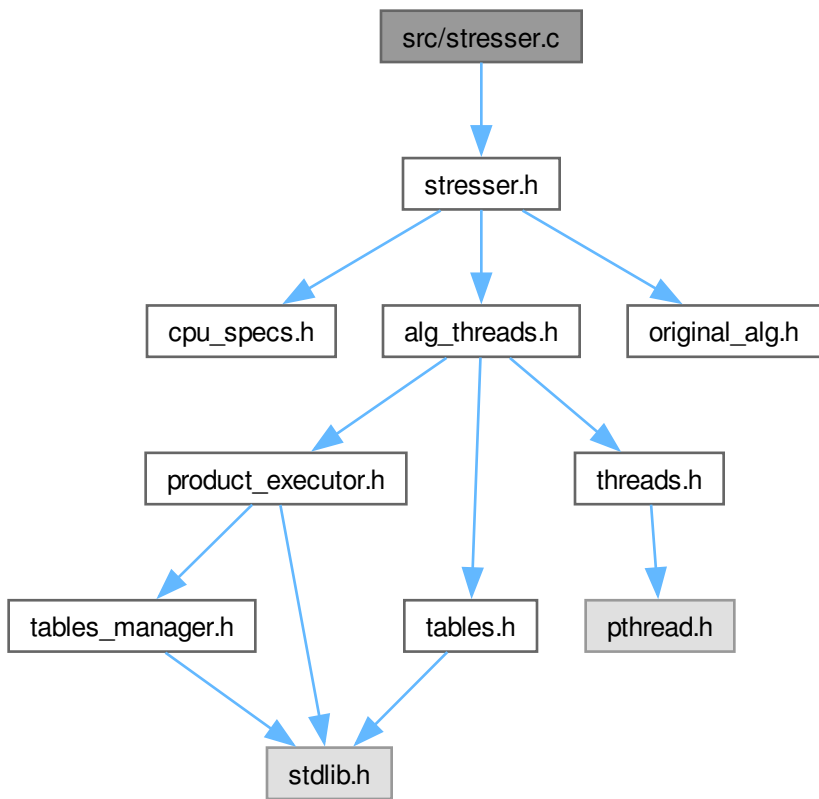 src/stresser.c
stresser.h
cpu_specs.h
alg_threads.h
original_alg.h
product_executor.h
threads.h
tables_manager.h
tables.h
pthread.h
stdlib.h